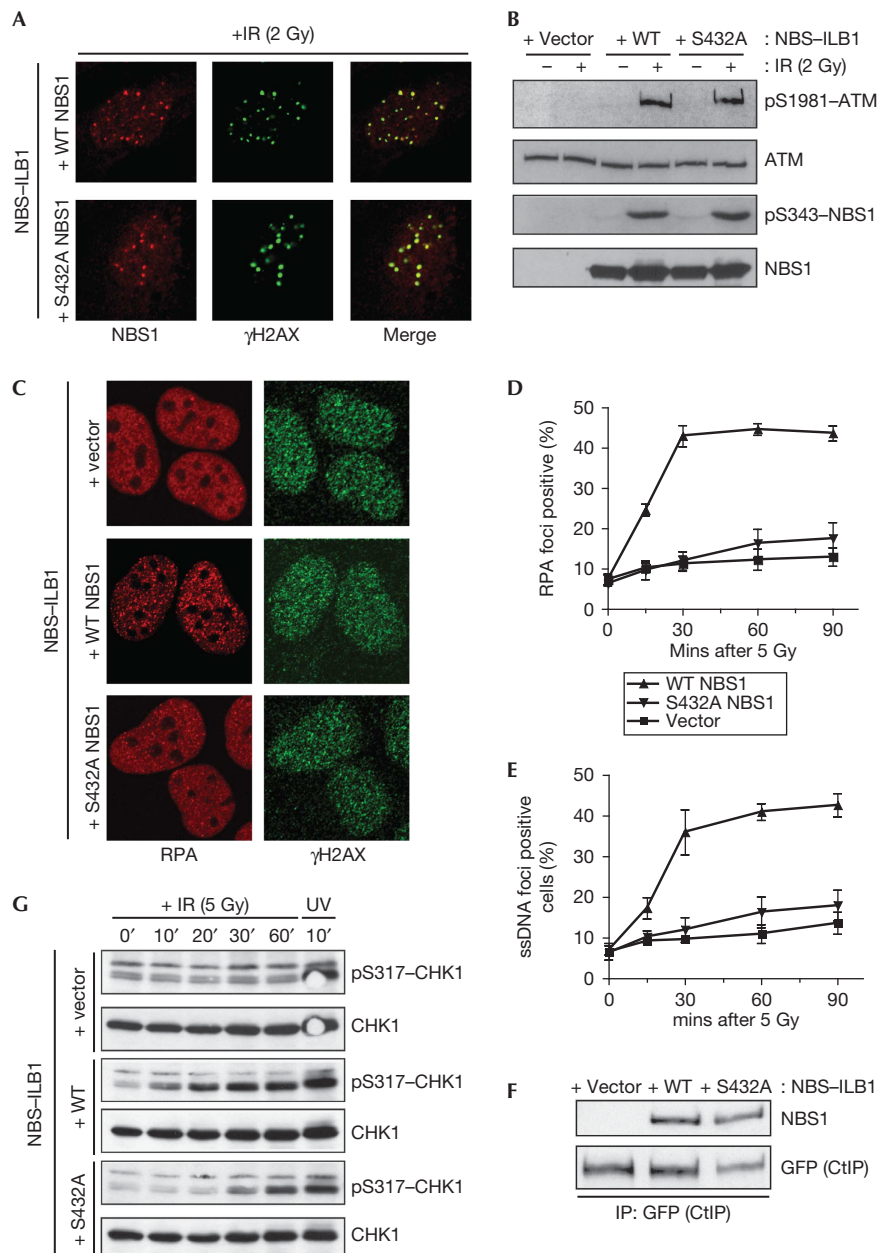 A
+IR (2 Gy)
NBS–ILB1
+ WT NBS1
+ S432A NBS1
NBS1
γH2AX
Merge
B
+ Vector + WT + S432A : NBS–ILB1
– + – + – + : IR (2 Gy)
pS1981–ATM
ATM
pS343–NBS1
NBS1
C
NBS–ILB1
+ vector
+ WT NBS1
+ S432A NBS1
RPA
γH2AX
D
RPA foci positive (%)
50
40
30
20
10
0
0 30 60 90
Mins after 5 Gy
WT NBS1
S432A NBS1
Vector
E
ssDNA foci positive
cells (%)
50
40
30
20
10
0
0 30 60 90
mins after 5 Gy
G
+ IR (5 Gy) UV
0′ 10′ 20′ 30′ 60′ 10′
NBS–ILB1
+ vector
pS317–CHK1
CHK1
+ WT
pS317–CHK1
CHK1
+ S432A
pS317–CHK1
CHK1
F
+ Vector + WT + S432A : NBS–ILB1
NBS1
GFP (CtIP)
IP: GFP (CtIP)